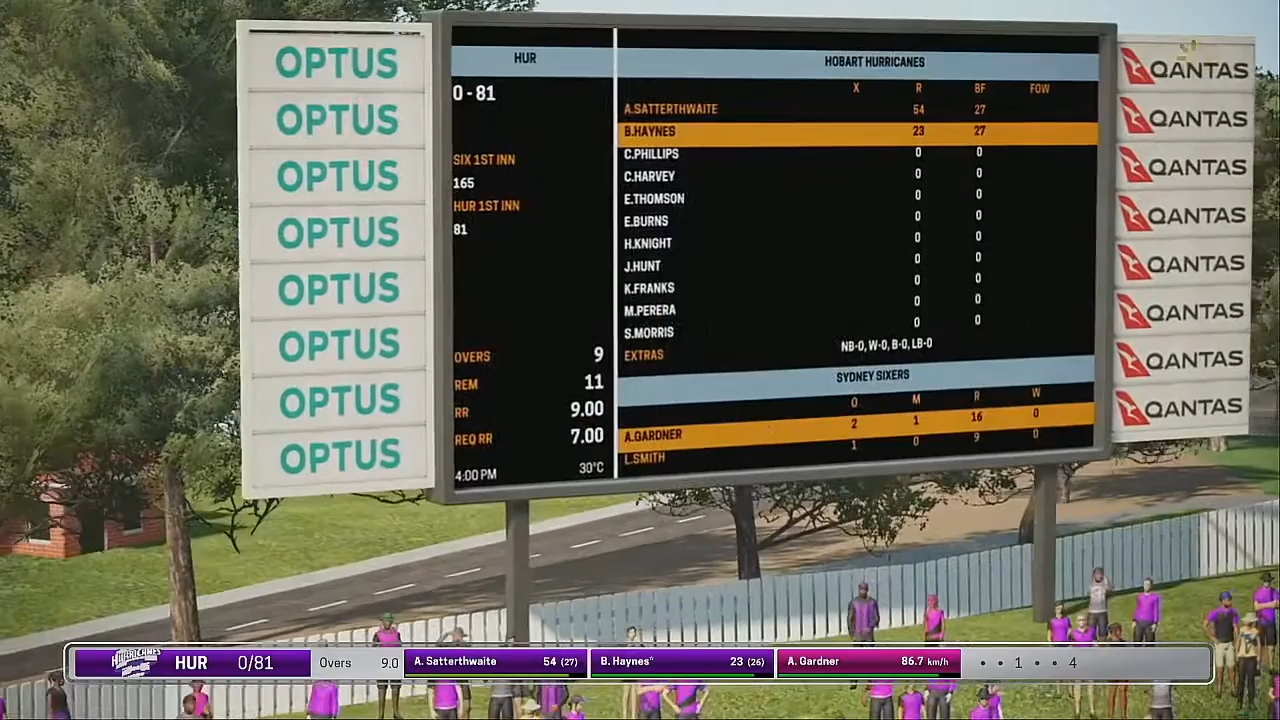 OPTUS
OPTUS
OPTUS
OPTUS
OPTUS
OPTUS
OPTUS
OPTUS
HUR
0 - 81
SIX 1ST INN
165
HUR 1ST INN
81
OVERS 9
REM 11
RR 9.00
REQ RR 7.00
4:00 PM 30°C
HOBART HURRICANES
X R BF FOW
A.SATTERTHWAITE 54 27
B.HAYNES 23 27
C.PHILLIPS 0 0
C.HARVEY 0 0
E.THOMSON 0 0
E.BURNS 0 0
H.KNIGHT 0 0
J.HUNT 0 0
K.FRANKS 0 0
M.PERERA 0 0
S.MORRIS 0 0
EXTRAS NB-0, W-0, B-0, LB-0
SYDNEY SIXERS
O M R W
A.GARDNER 2 1 16 0
L.SMITH 1 0 9 0
QANTAS
QANTAS
QANTAS
QANTAS
QANTAS
QANTAS
QANTAS
QANTAS
HURRICANES HUR 0/81 Overs 9.0 A. Satterthwaite 54 (27) B. Haynes* 23 (26) A. Gardner 86.7 km/h • • 1 • • 4